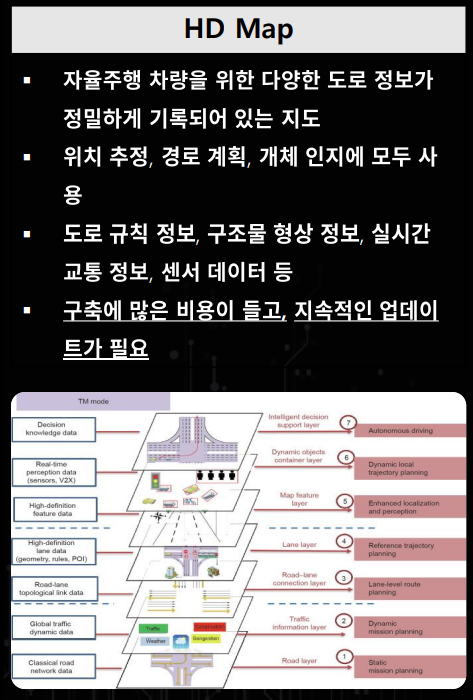 HD Map
▪ 자율주행 차량을 위한 다양한 도로 정보가
정밀하게 기록되어 있는 지도
▪ 위치 추정, 경로 계획, 개체 인지에 모두 사
용
▪ 도로 규칙 정보, 구조물 형상 정보, 실시간
교통 정보, 센서 데이터 등
▪ 구축에 많은 비용이 들고, 지속적인 업데이
트가 필요
TM mode
Decision
knowledge data
Intelligent decision
support layer
7
Autonomous driving
Real-time
perception data
(sensors, V2X)
Dynamic objects
container layer
6
Dynamic local
trajectory planning
High-definition
feature data
Map feature
layer
5
Enhanced localization
and perception
High-definition
lane data
(geometry, rules, POI)
Lane layer
4
Reference trajectory
planning
Road-lane
topological link data
Road–lane
connection layer
3
Lane-level route
planning
Global traffic
dynamic data
Traffic
Construction
Weather
Congestion
Traffic
information layer
2
Dynamic
mission planning
Classical road
network data
Road layer
1
Static
mission planning